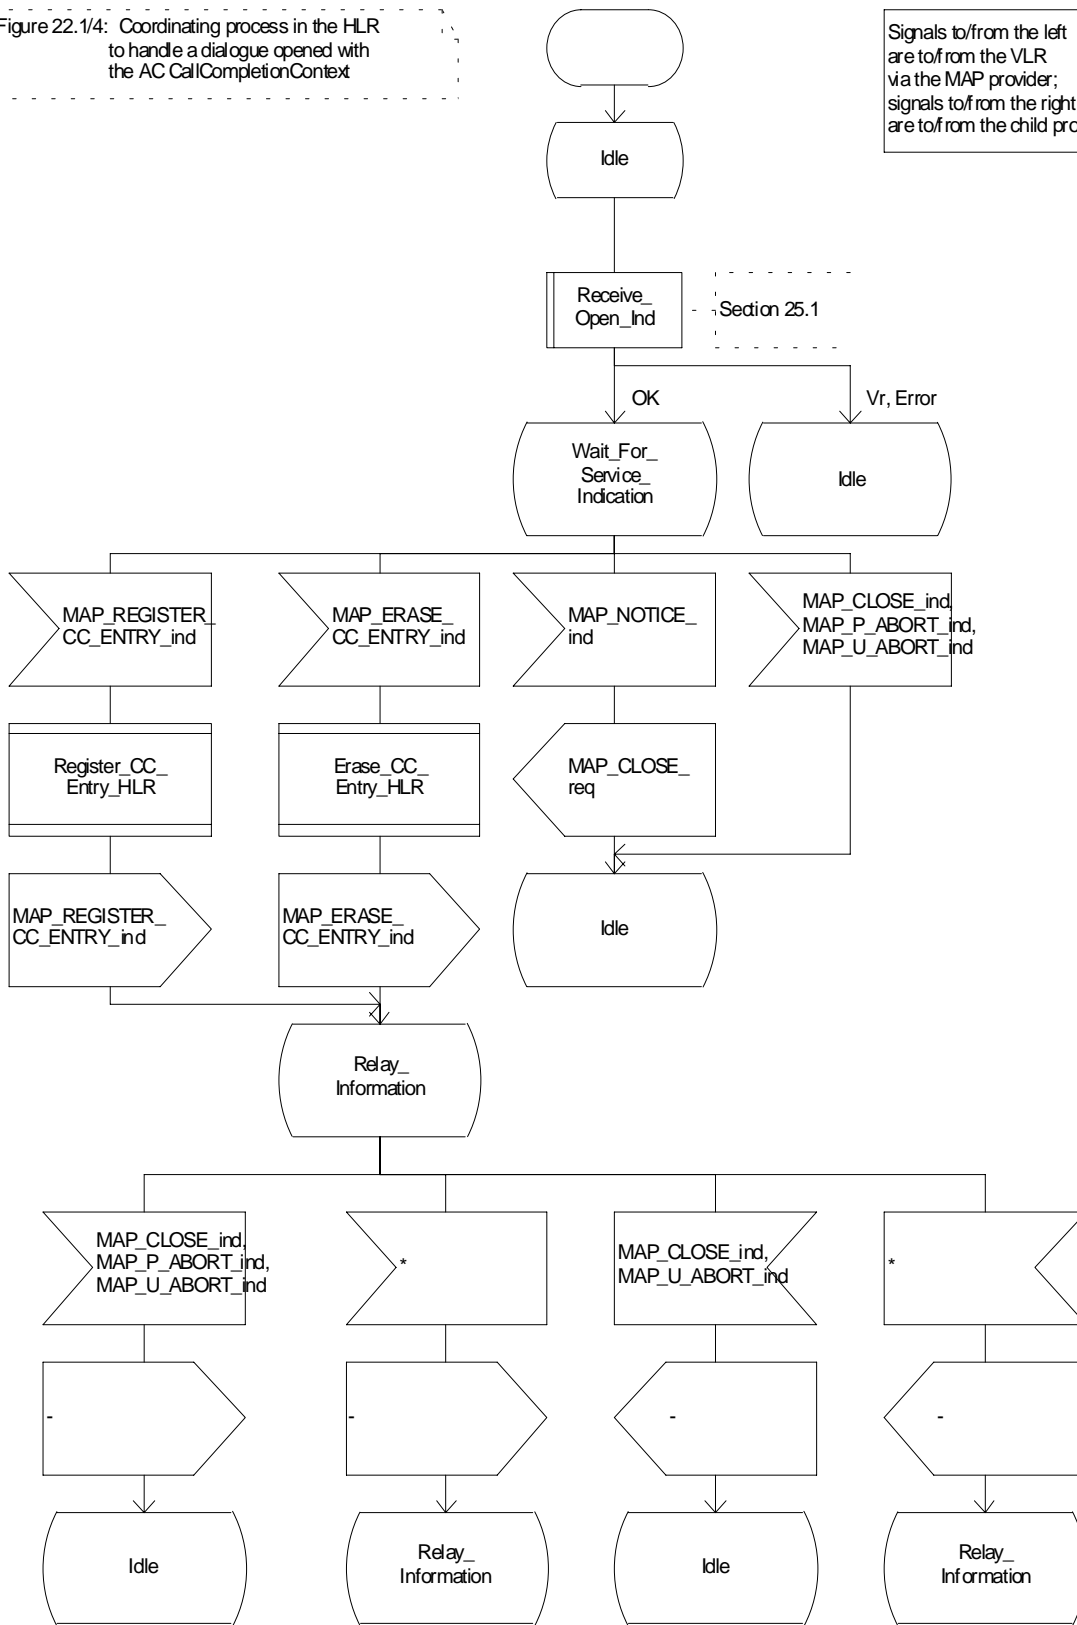 Figure 22.1/4: Coordinating process in the HLR
to handle a dialogue opened with
the AC CallCompletionContext
Signals to/from the left
are to/from the VLR
via the MAP provider;
signals to/from the right
are to/from the child
Idle
Receive_
Open_Ind
Section 25.1
OK
Vr, Error
Wait_For_
Service_
Indication
Idle
MAP_REGISTER_
CC_ENTRY_ind
MAP_ERASE_
CC_ENTRY_ind
MAP_NOTICE_
ind
MAP_CLOSE_ind,
MAP_P_ABORT_ind,
MAP_U_ABORT_ind
Register_CC_
Entry_HLR
Erase_CC_
Entry_HLR
MAP_CLOSE_
req
MAP_REGISTER_
CC_ENTRY_ind
MAP_ERASE_
CC_ENTRY_ind
Idle
Relay_
Information
MAP_CLOSE_ind,
MAP_P_ABORT_ind,
MAP_U_ABORT_ind
*
MAP_CLOSE_ind,
MAP_U_ABORT_ind
*
-
-
-
-
Idle
Relay_
Information
Idle
Relay_
Information